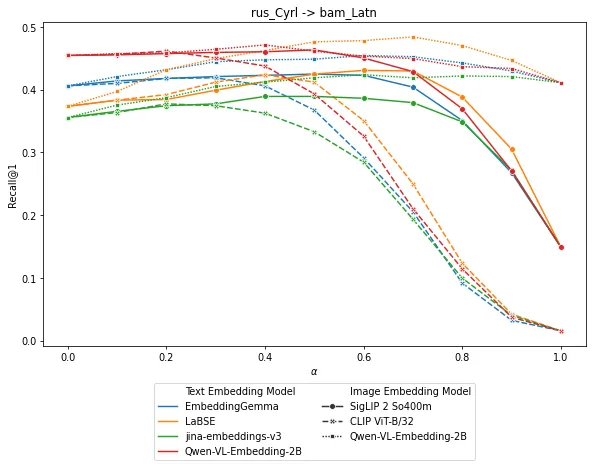 rus_Cyrl -> bam_Latn
Recall@1
0.5
0.4
0.3
0.2
0.1
0.0
0.0 0.2 0.4 0.6 0.8 1.0
α
Text Embedding Model
EmbeddingGemma
LaBSE
jina-embeddings-v3
Qwen-VL-Embedding-2B
Image Embedding Model
SigLIP 2 So400m
CLIP ViT-B/32
Qwen-VL-Embedding-2B